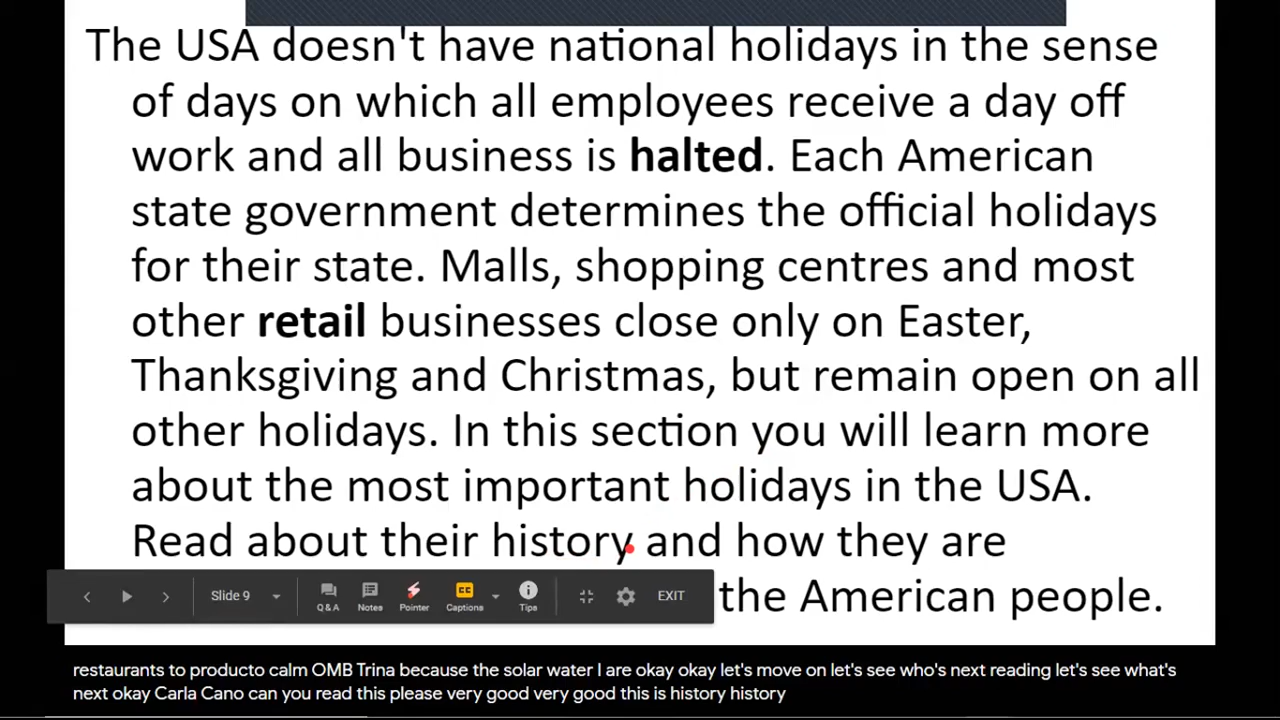 The USA doesn't have national holidays in the sense
of days on which all employees receive a day off
work and all business is halted. Each American
state government determines the official holidays
for their state. Malls, shopping centres and most
other retail businesses close only on Easter,
Thanksgiving and Christmas, but remain open on all
other holidays. In this section you will learn more
about the most important holidays in the USA.
Read about their history and how they are
the American people.
Slide 9
Q & A
Notes
Pointer
CC
Captions
Tips
EXIT
restaurants to producto calm OMB Trina because the solar water I are okay okay let's move on let's see who's next reading let's see what's
next okay Carla Cano can you read this please very good very good this is history history